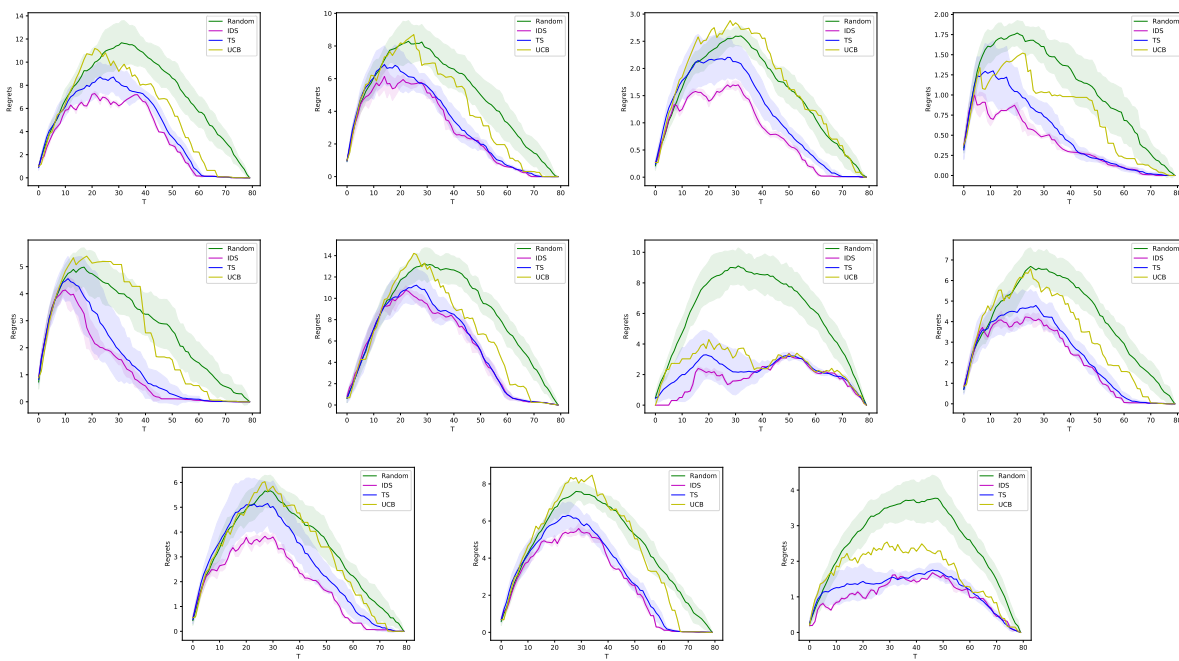 14
12
10
8
6
4
2
0
Regrets
Random
IDS
TS
UCB
0 10 20 30 40 50 60 70 80
T
10
8
6
4
2
0
Regrets
Random
IDS
TS
UCB
0 10 20 30 40 50 60 70 80
T
3.0
2.5
2.0
1.5
1.0
0.5
0.0
Regrets
Random
IDS
TS
UCB
0 10 20 30 40 50 60 70 80
T
2.00
1.75
1.50
1.25
1.00
0.75
0.50
0.25
0.00
Regrets
Random
IDS
TS
UCB
0 10 20 30 40 50 60 70 80
T
5
4
3
2
1
0
Regrets
Random
IDS
TS
UCB
0 10 20 30 40 50 60 70 80
T
14
12
10
8
6
4
2
0
Regrets
Random
IDS
TS
UCB
0 10 20 30 40 50 60 70 80
T
10
8
6
4
2
0
Regrets
Random
IDS
TS
UCB
0 10 20 30 40 50 60 70 80
T
7
6
5
4
3
2
1
0
Regrets
Random
IDS
TS
UCB
0 10 20 30 40 50 60 70 80
T
6
5
4
3
2
1
0
Regrets
Random
IDS
TS
UCB
0 10 20 30 40 50 60 70 80
T
8
6
4
2
0
Regrets
Random
IDS
TS
UCB
0 10 20 30 40 50 60 70 80
T
4
3
2
1
0
Regrets
Random
IDS
TS
UCB
0 10 20 30 40 50 60 70 80
T